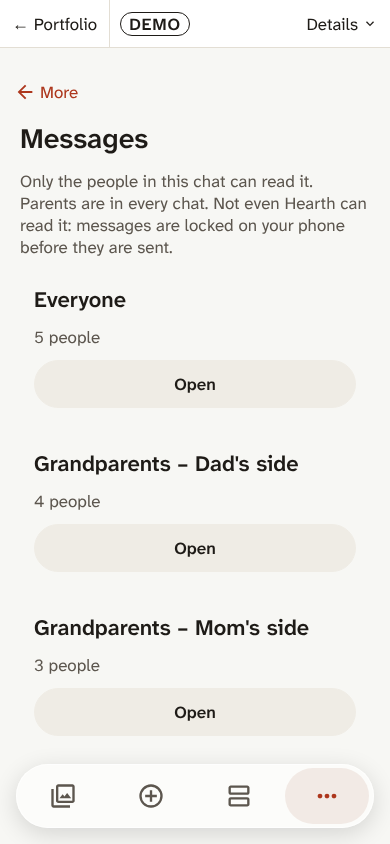 ← Portfolio
DEMO
Details
← More
Messages
Only the people in this chat can read it.
Parents are in every chat. Not even Hearth can
read it: messages are locked on your phone
before they are sent.
Everyone
5 people
Open
Grandparents – Dad's side
4 people
Open
Grandparents – Mom's side
3 people
Open